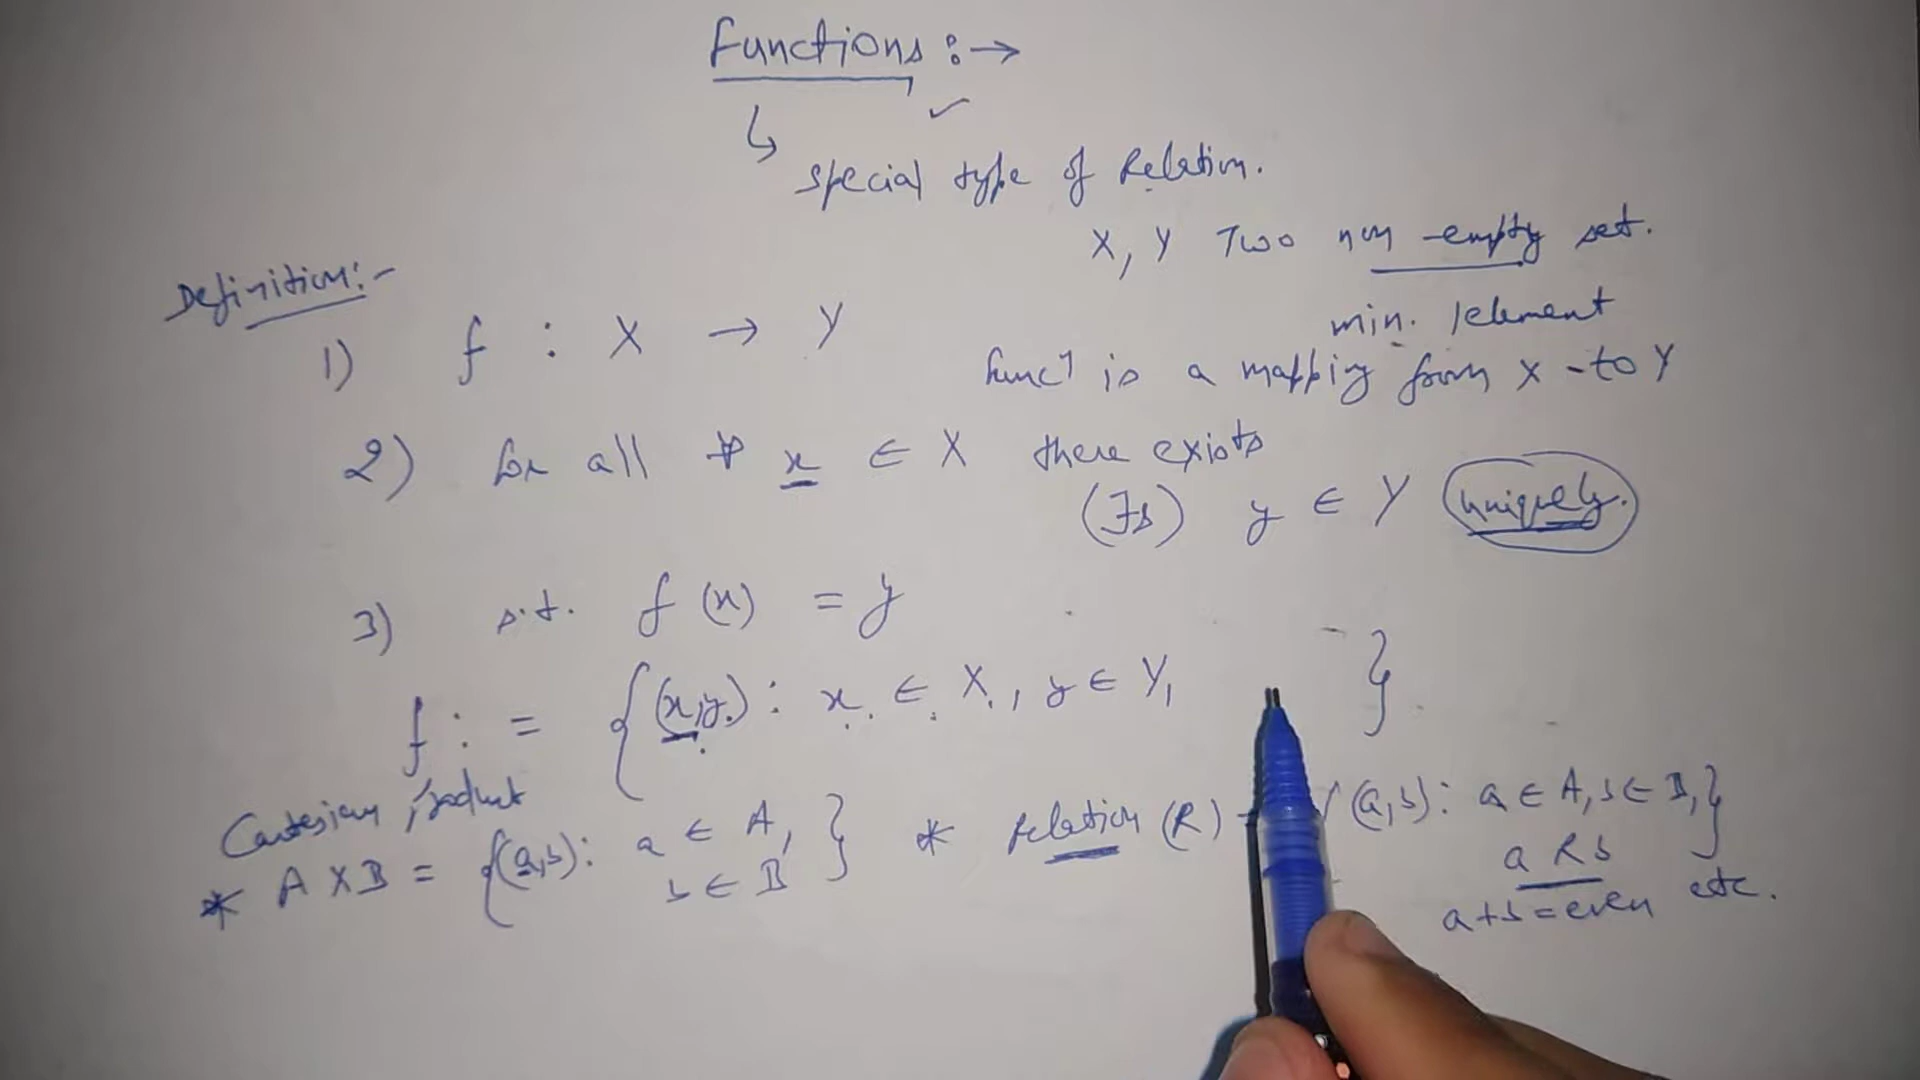 Functions :→
↳ special type of Relation.
X, Y Two non-empty set.
min. 1 element
Definition:-
1) f : X → Y
funcⁿ is a mapping from X -to Y
2) for all ∀ x ∈ X there exists
(∃s) y ∈ Y uniquely.
3) s.t. f(x) = y
f : = {(x,y) : x ∈ X, y ∈ Y, }
Cartesian product
* A X B = {(a,b): a ∈ A, b ∈ B }
* relation (R) (a,b): a ∈ A, b ∈ B, }
a R b
a+b = even etc.